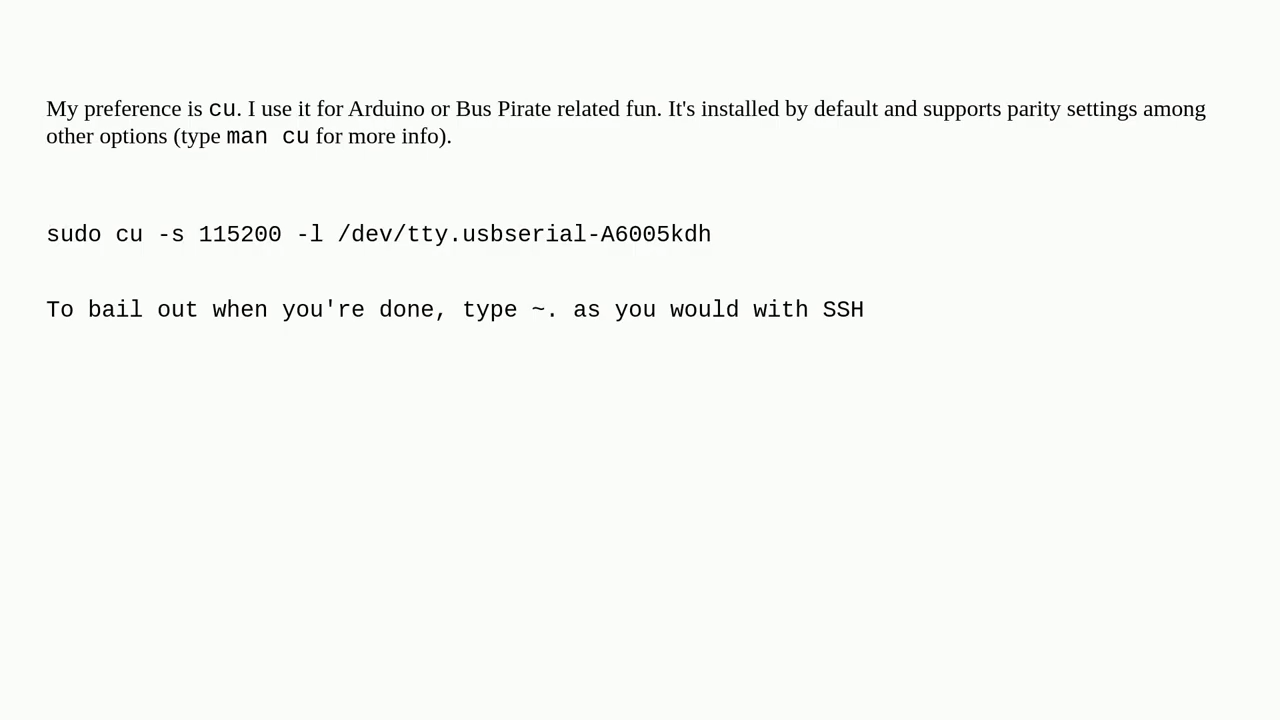 My preference is cu. I use it for Arduino or Bus Pirate related fun. It's installed by default and supports parity settings among
other options (type man cu for more info).
sudo cu -s 115200 -l /dev/tty.usbserial-A6005kdh
To bail out when you're done, type ~. as you would with SSH